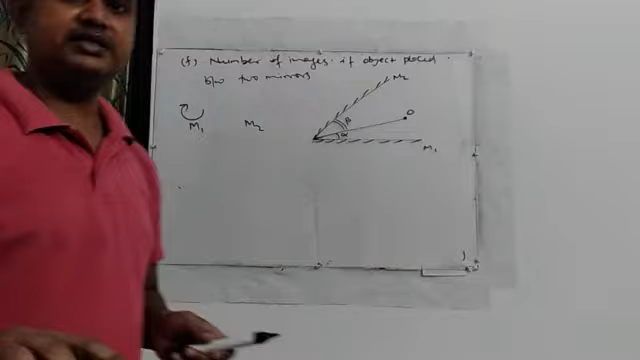 (f) Number of images if object placed.
b/w two mirrors
M2
O
β
α
M1
M1 M2